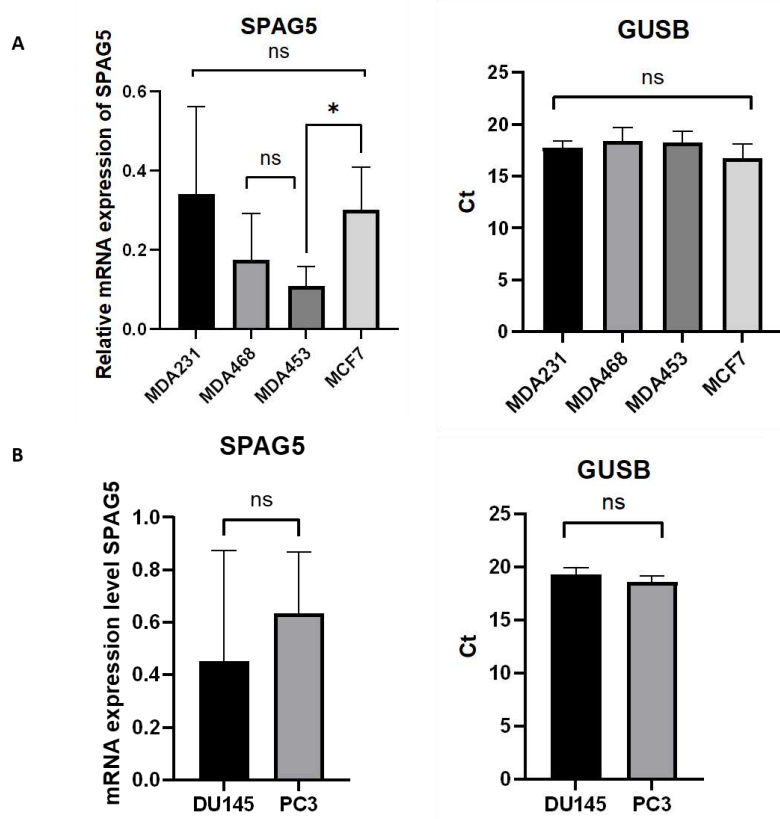 A
SPAG5
Relative mRNA expression of SPAG5
0.6
0.4
0.2
0.0
ns
ns
*
MDA231
MDA468
MDA453
MCF7
GUSB
Ct
25
20
15
10
5
0
ns
MDA231
MDA468
MDA453
MCF7
B
SPAG5
mRNA expression level SPAG5
1.0
0.8
0.6
0.4
0.2
0.0
ns
DU145
PC3
GUSB
Ct
25
20
15
10
5
0
ns
DU145
PC3